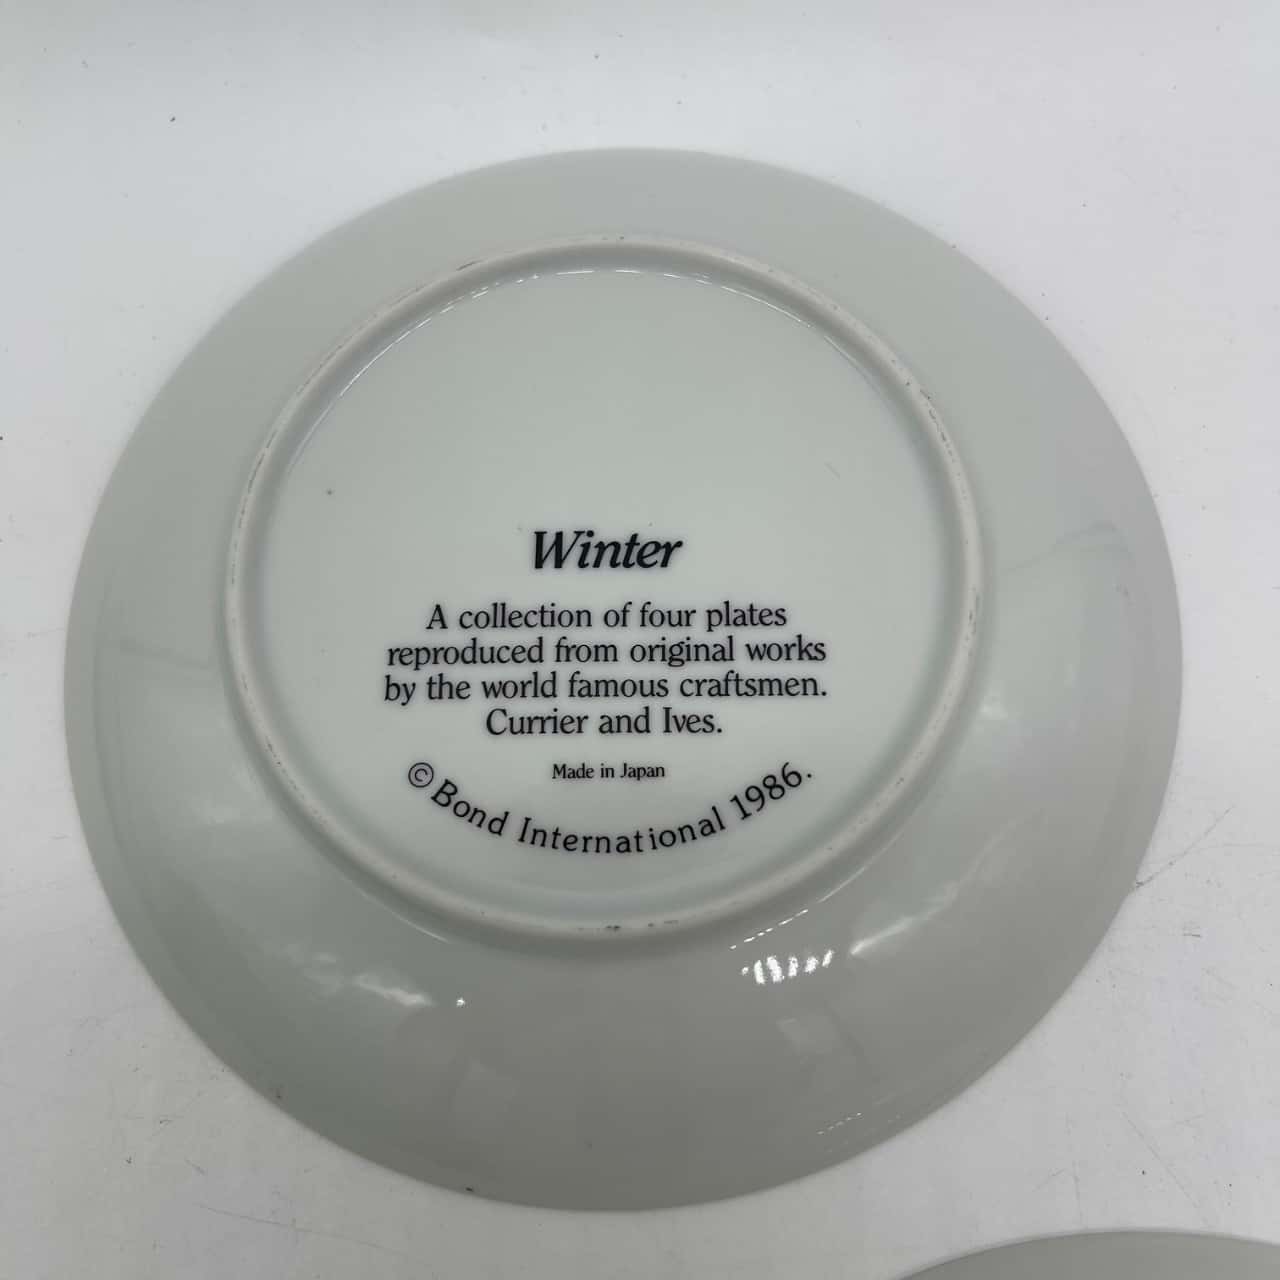 Winter
A collection of four plates
reproduced from original works
by the world famous craftsmen.
Currier and Ives.
Made in Japan
©Bond International 1986.